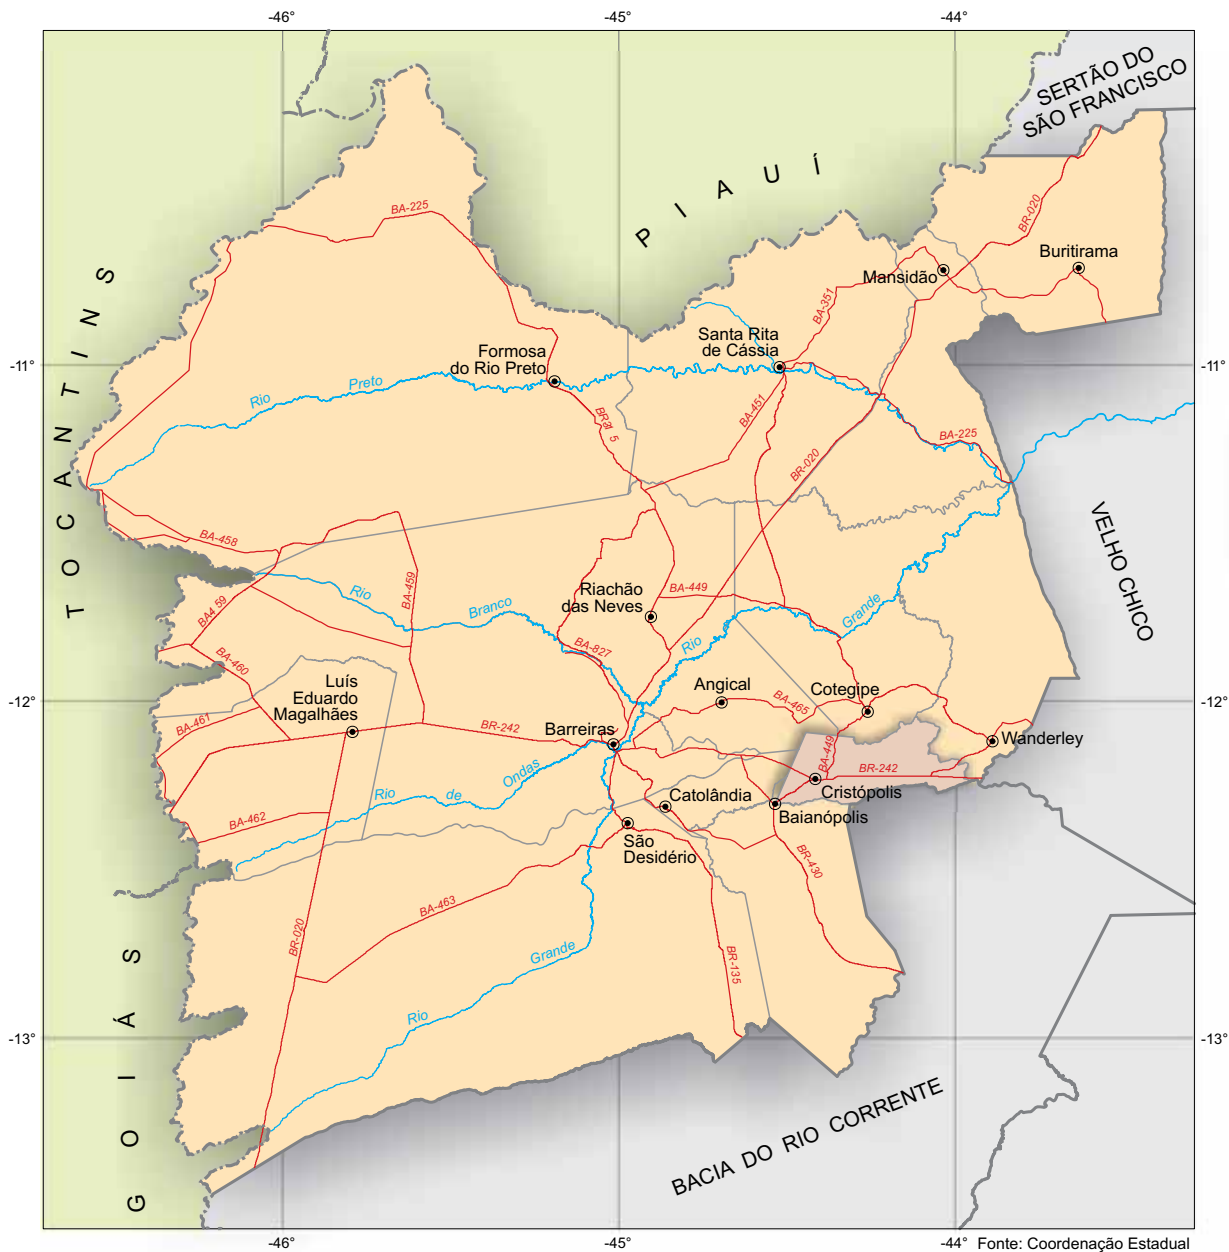 -46°
-45°
-44°
SERTÃO DO
SÃO FRANCISCO
PIAUÍ
TOCANTINS
BA-225
BR-020
Buritirama
Mansidão
BA-351
Santa Rita
de Cássia
Formosa
do Rio Preto
-11°
-11°
Rio
Preto
BA-451
BA-225
BR-020
VELHO CHICO
BA-458
BA-459
BA4 59
Rio
Branco
Riachão
das Neves
BA-449
Grande
Rio
BA-827
BA-460
Luís
Eduardo
Magalhães
Angical
Cotegipe
BA-465
-12°
-12°
BA-461
BR-242
Barreiras
Wanderley
BA-449
BR-242
Cristópolis
Rio
de
Ondas
Catolândia
Baianópolis
BA-462
São
Desidério
BR-430
BA-463
BR-020
Grande
BR-135
Rio
GOIÁS
-13°
-13°
BACIA DO RIO CORRENTE
-46°
-45°
-44°
Fonte: Coordenação Estadual